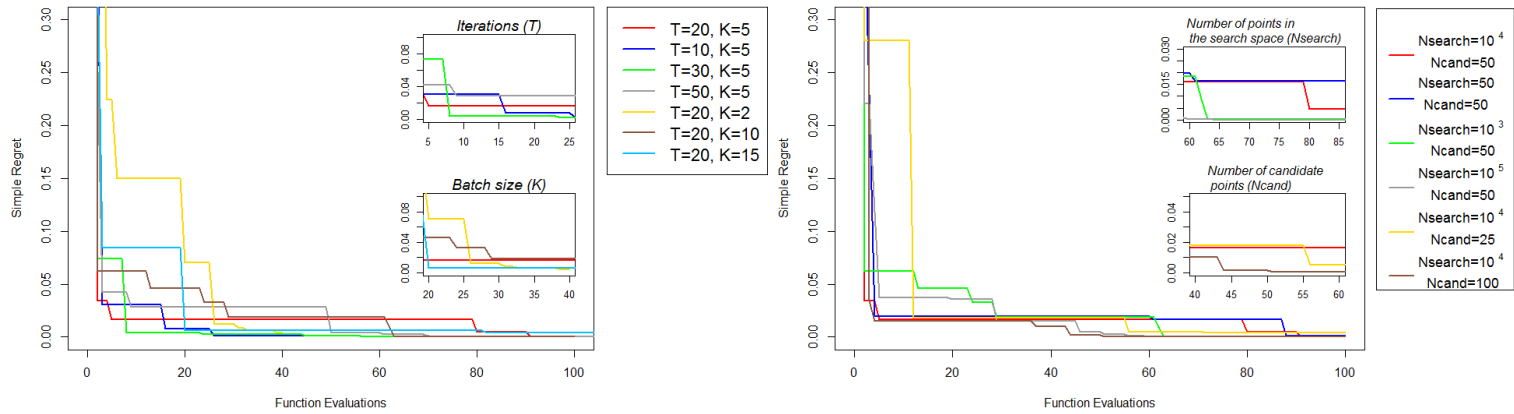 Iterations (T)
0.00 0.04 0.08
5 10 15 20 25
Batch size (K)
0.00 0.04 0.08
20 25 30 35 40
Simple Regret
0.00 0.05 0.10 0.15 0.20 0.25 0.30
0 20 40 60 80 100
Function Evaluations
T=20, K=5
T=10, K=5
T=30, K=5
T=50, K=5
T=20, K=2
T=20, K=10
T=20, K=15
Number of points in
the search space (Nsearch)
0.000 0.015 0.030
60 65 70 75 80 85
Number of candidate
points (Ncand)
0.00 0.02 0.04
40 45 50 55 60
Simple Regret
0.00 0.05 0.10 0.15 0.20 0.25 0.30
0 20 40 60 80 100
Function Evaluations
Nsearch=10 4
Ncand=50
Nsearch=50
Ncand=50
Nsearch=10 3
Ncand=50
Nsearch=10 5
Ncand=50
Nsearch=10 4
Ncand=25
Nsearch=10 4
Ncand=100